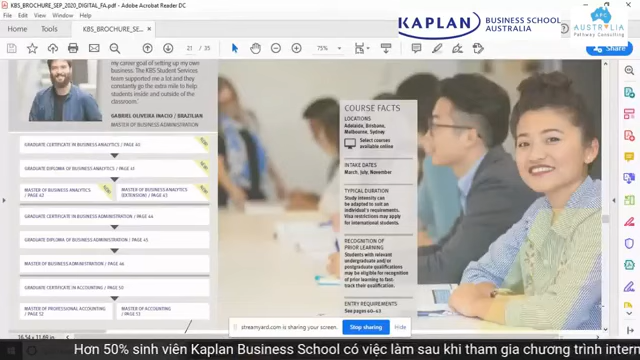 KBS_BROCHURE_SEP_2020_DIGITAL_FA.pdf - Adobe Acrobat Reader DC
File Edit View Window Help
Home Tools KBS_BROCHURE_SEP_... ×
21 / 35
75%
Share
KAPLAN
BUSINESS SCHOOL
AUSTRALIA
APC
AUSTRALIA
Pathway Consulting
my career goal of setting up my own
business. The KBS Student Services
team supported me a lot and they
constantly go the extra mile to help
students inside and outside of the
classroom.'
GABRIEL OLIVEIRA INACIO / BRAZILIAN
MASTER OF BUSINESS ADMINISTRATION
GRADUATE CERTIFICATE IN BUSINESS ANALYTICS / PAGE 40
GRADUATE DIPLOMA OF BUSINESS ANALYTICS / PAGE 41
MASTER OF BUSINESS ANALYTICS
/ PAGE 42
MASTER OF BUSINESS ANALYTICS
(EXTENSION) / PAGE 43
GRADUATE CERTIFICATE IN BUSINESS ADMINISTRATION / PAGE 44
GRADUATE DIPLOMA OF BUSINESS ADMINISTRATION / PAGE 45
MASTER OF BUSINESS ADMINISTRATION / PAGE 46
GRADUATE CERTIFICATE IN ACCOUNTING / PAGE 50
MASTER OF PROFESSIONAL ACCOUNTING
/ PAGE 52
MASTER OF ACCOUNTING
/ PAGE 53
COURSE FACTS
LOCATIONS
Adelaide, Brisbane,
Melbourne, Sydney
Select courses
available online
INTAKE DATES
March, July, November
TYPICAL DURATION
Study intensity can
be adapted to suit an
individual's requirements.
Visa restrictions may apply
for international students.
RECOGNITION OF
PRIOR LEARNING
Students with relevant
undergraduate and/or
postgraduate qualifications
may be eligible for recognition
of prior learning to fast-
track their qualification.
ENTRY REQUIREMENTS
See pages 60-63
streamyard.com is sharing your screen. Stop sharing Hide
16.54 x 11.69 in
Hơn 50% sinh viên Kaplan Business School có việc làm sau khi tham gia chương trình intern